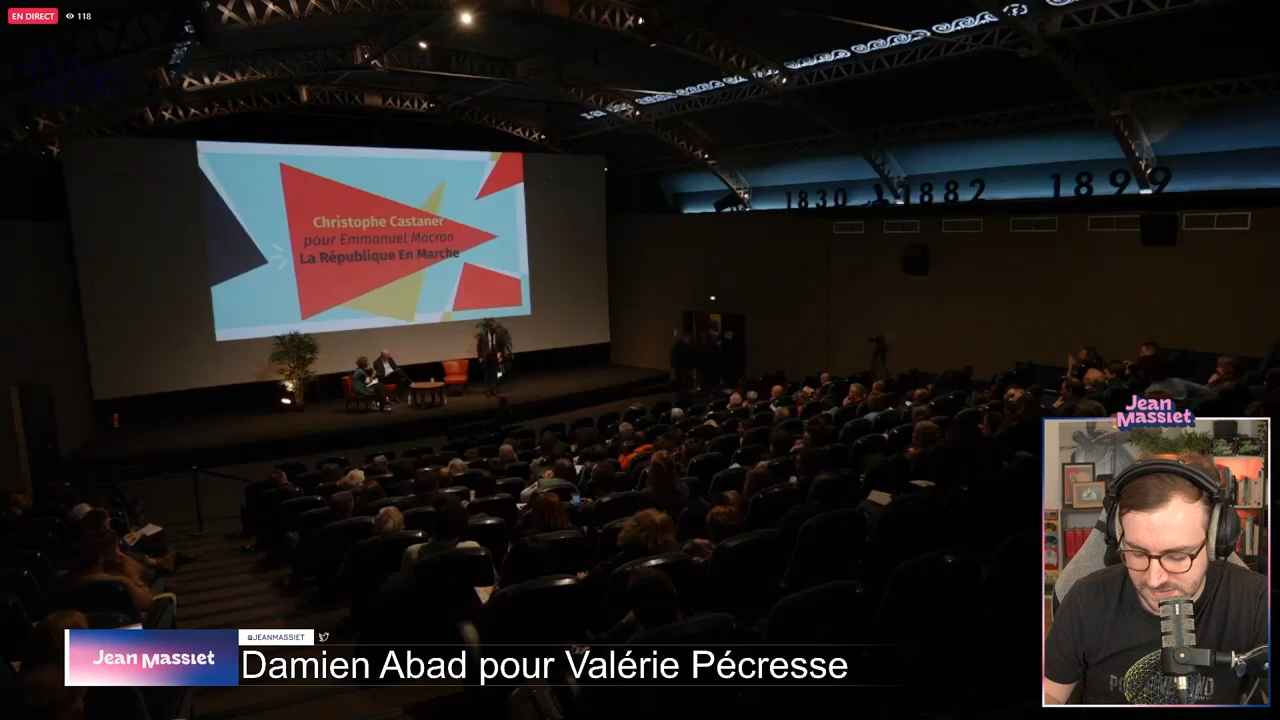 EN DIRECT 118
1830 1882 1899
Christophe Castaner
pour Emmanuel Macron
La République En Marche
Jean
Massiet
@JEANMASSIET
Jean Massiet
Damien Abad pour Valérie Pécresse